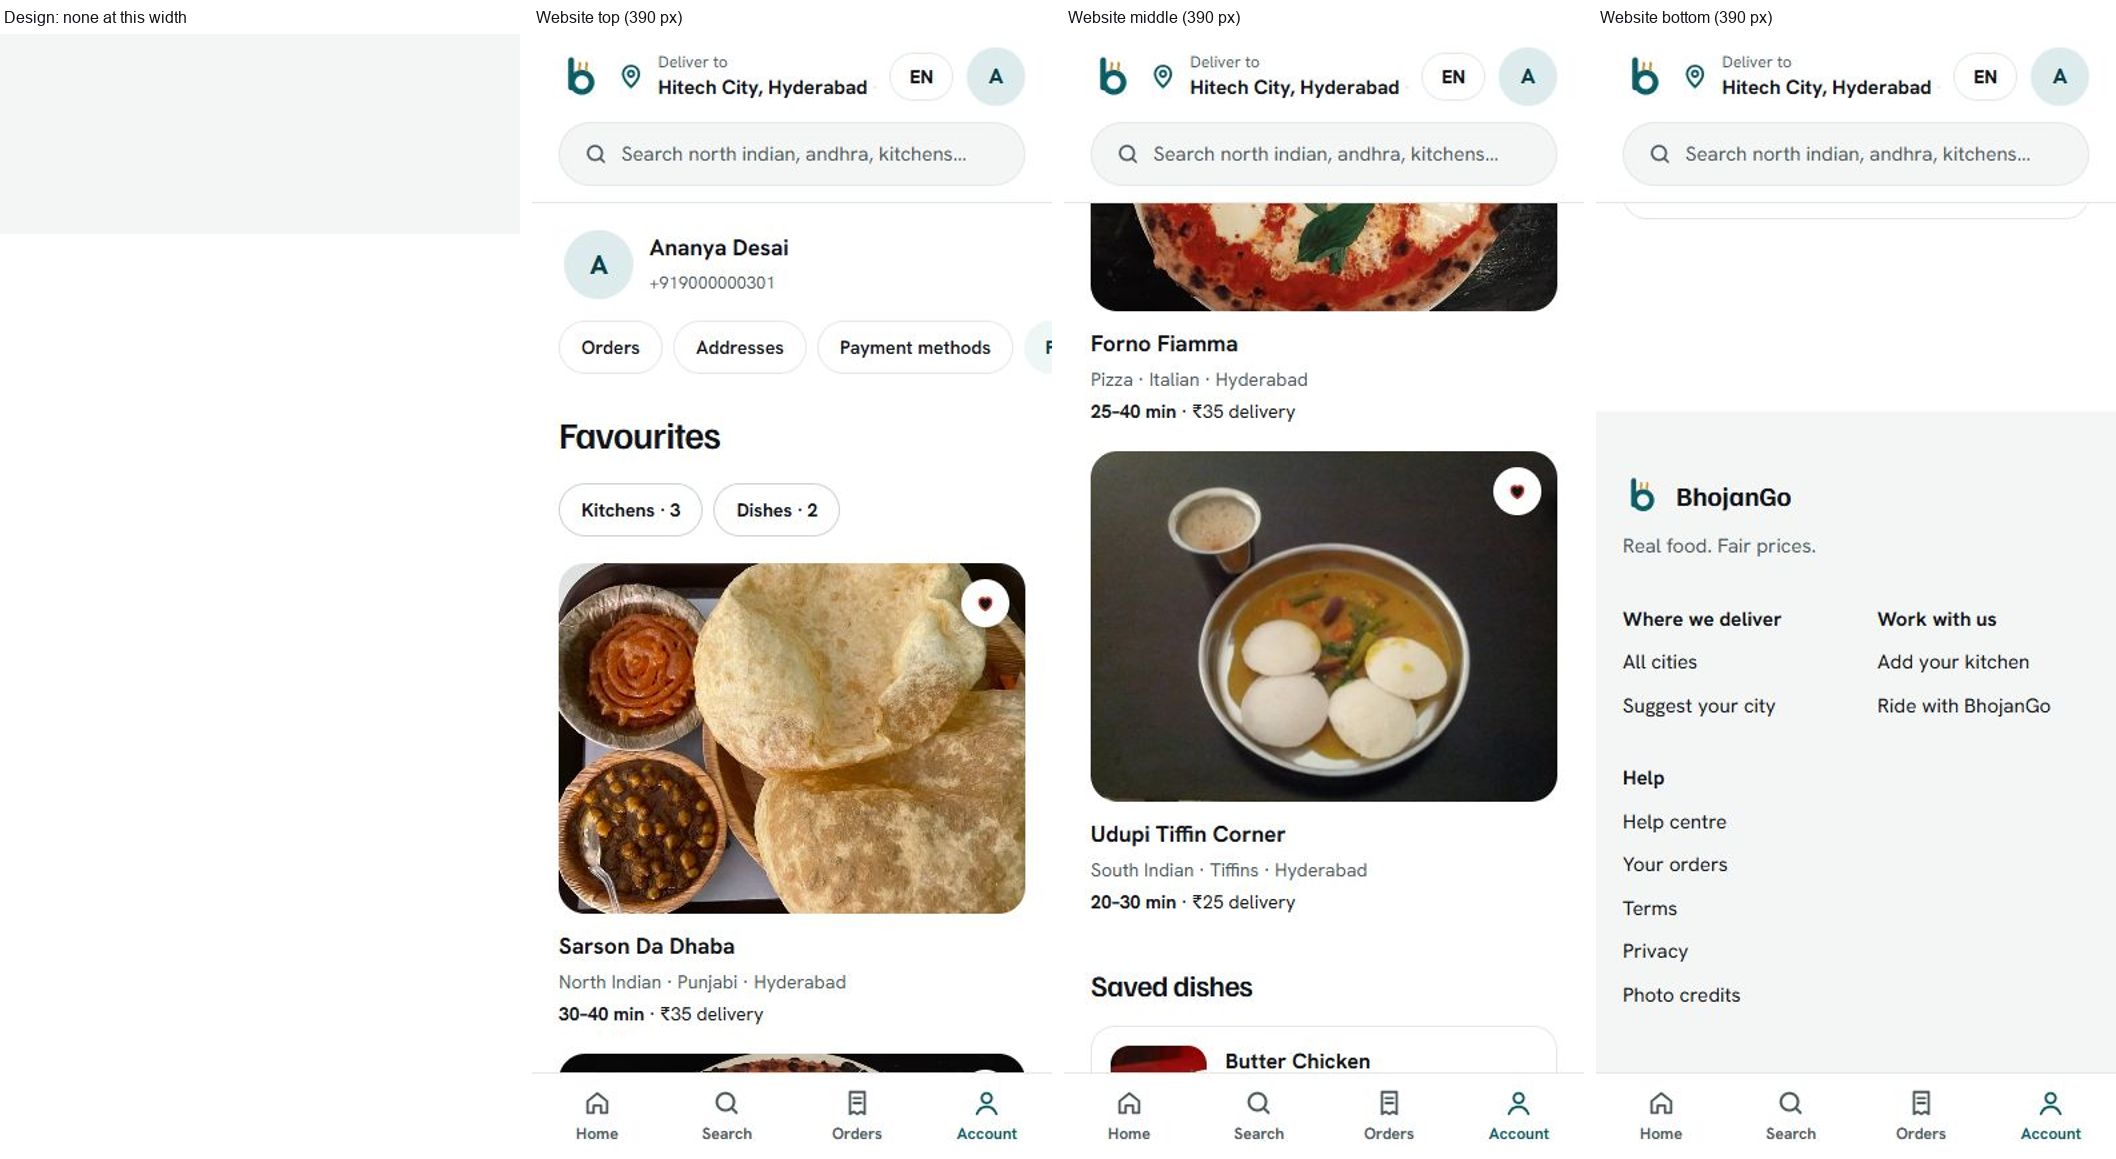 Design: none at this width
Website top (390 px)
Deliver to
Hitech City, Hyderabad
EN
A
Search north indian, andhra, kitchens...
A
Ananya Desai
+919000000301
Orders
Addresses
Payment methods
F
Favourites
Kitchens · 3
Dishes · 2
Sarson Da Dhaba
North Indian · Punjabi · Hyderabad
30–40 min · ₹35 delivery
Home
Search
Orders
Account
Website middle (390 px)
Deliver to
Hitech City, Hyderabad
EN
A
Search north indian, andhra, kitchens...
Forno Fiamma
Pizza · Italian · Hyderabad
25–40 min · ₹35 delivery
Udupi Tiffin Corner
South Indian · Tiffins · Hyderabad
20–30 min · ₹25 delivery
Saved dishes
Butter Chicken
Home
Search
Orders
Account
Website bottom (390 px)
Deliver to
Hitech City, Hyderabad
EN
A
Search north indian, andhra, kitchens...
BhojanGo
Real food. Fair prices.
Where we deliver
All cities
Suggest your city
Work with us
Add your kitchen
Ride with BhojanGo
Help
Help centre
Your orders
Terms
Privacy
Photo credits
Home
Search
Orders
Account